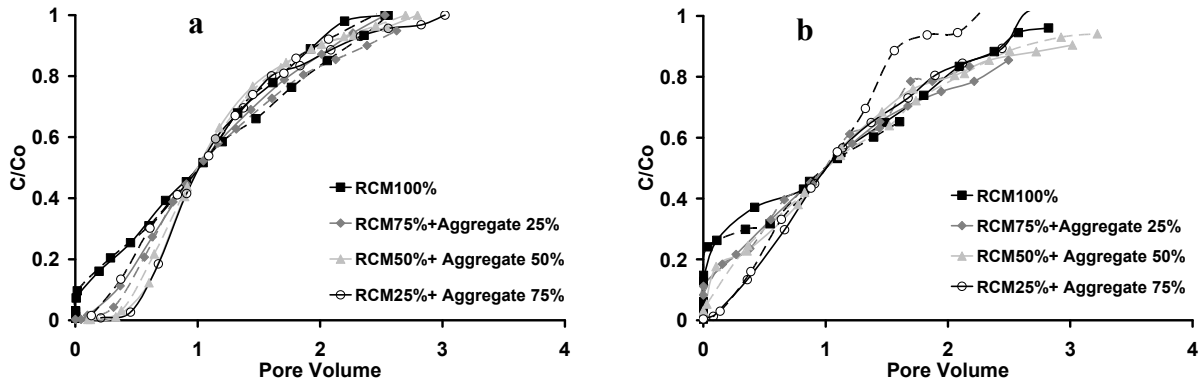 a
1
0.8
0.6
0.4
0.2
0
C/Co
0 1 2 3 4
Pore Volume
RCM100%
RCM75%+Aggregate 25%
RCM50%+ Aggregate 50%
RCM25%+ Aggregate 75%
b
1
0.8
0.6
0.4
0.2
0
C/Co
0 1 2 3 4
Pore Volume
RCM100%
RCM75%+Aggregate 25%
RCM50%+ Aggregate 50%
RCM25%+ Aggregate 75%